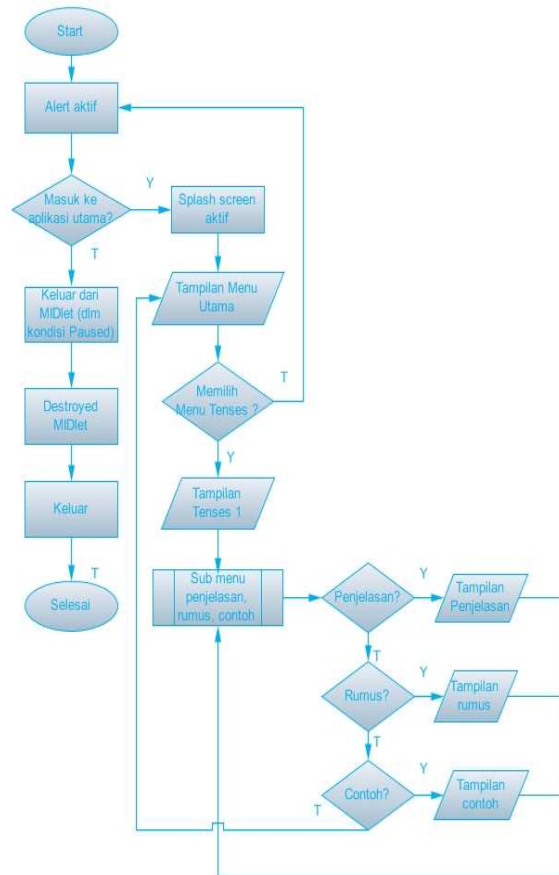 Start
Alert aktif
Masuk ke
aplikasi utama?
Y
Splash screen
aktif
T
Keluar dari
MIDlet (dlm
kondisi Paused)
Tampilan Menu
Utama
Destroyed
MIDlet
Memilih
Menu Tenses ?
T
Y
Keluar
Tampilan
Tenses 1
T
Selesai
Sub menu
penjelasan,
rumus, contoh
Penjelasan?
Y
Tampilan
Penjelasan
T
Rumus?
Y
Tampilan
rumus
T
Contoh?
Y
Tampilan
contoh
T